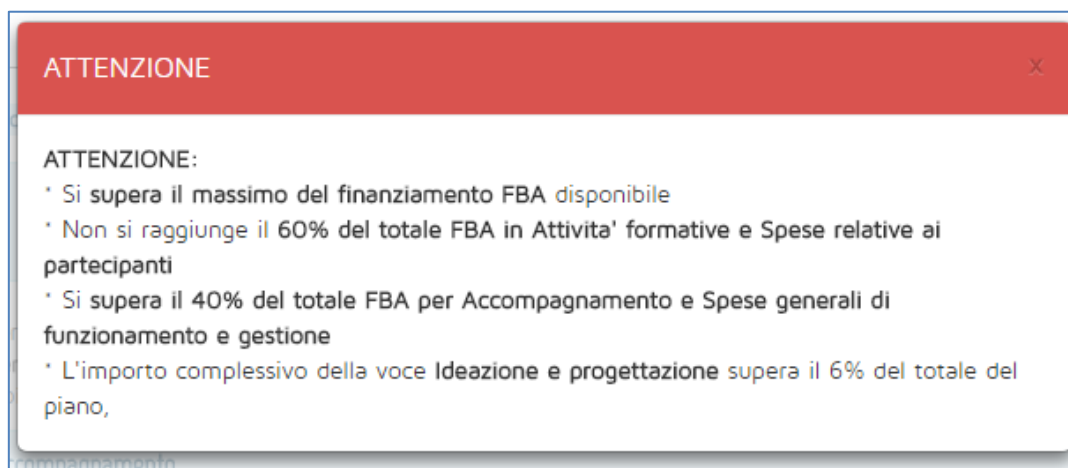 ATTENZIONE x
ATTENZIONE:
* Si supera il massimo del finanziamento FBA disponibile
* Non si raggiunge il 60% del totale FBA in Attivita' formative e Spese relative ai
partecipanti
* Si supera il 40% del totale FBA per Accompagnamento e Spese generali di
funzionamento e gestione
* L'importo complessivo della voce Ideazione e progettazione supera il 6% del totale del
piano,
ccompagnamento